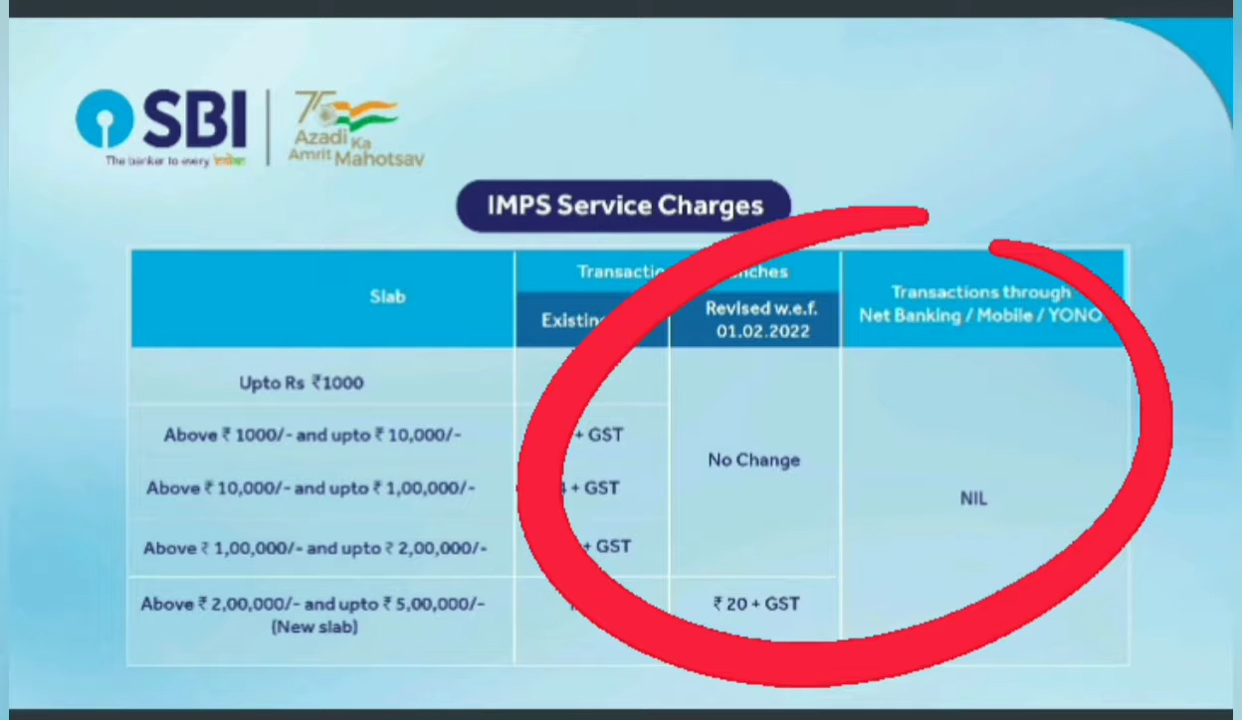 SBI
The banker to every
75
Azadi Ka
Amrit Mahotsav
IMPS Service Charges
Slab
Revised w.e.f.
01.02.2022
Transactions through
Net Banking / Mobile / YONO
Upto Rs ₹1000
Above ₹ 1000/- and upto ₹ 10,000/-
+ GST
Above ₹ 10,000/- and upto ₹ 1,00,000/-
+ GST
No Change
NIL
Above ₹ 1,00,000/- and upto ₹ 2,00,000/-
+ GST
Above ₹ 2,00,000/- and upto ₹ 5,00,000/-
(New slab)
₹ 20 + GST